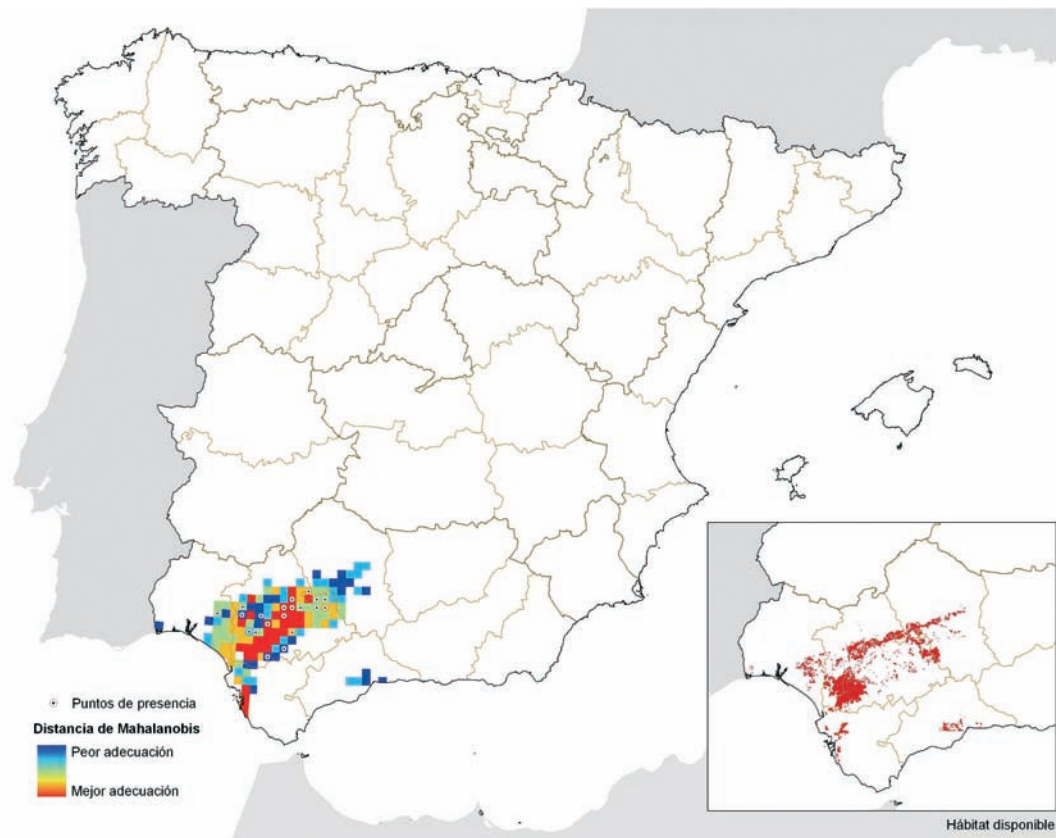 Puntos de presencia
Distancia de Mahalanobis
Peor adecuación
Mejor adecuación
Hábitat disponible